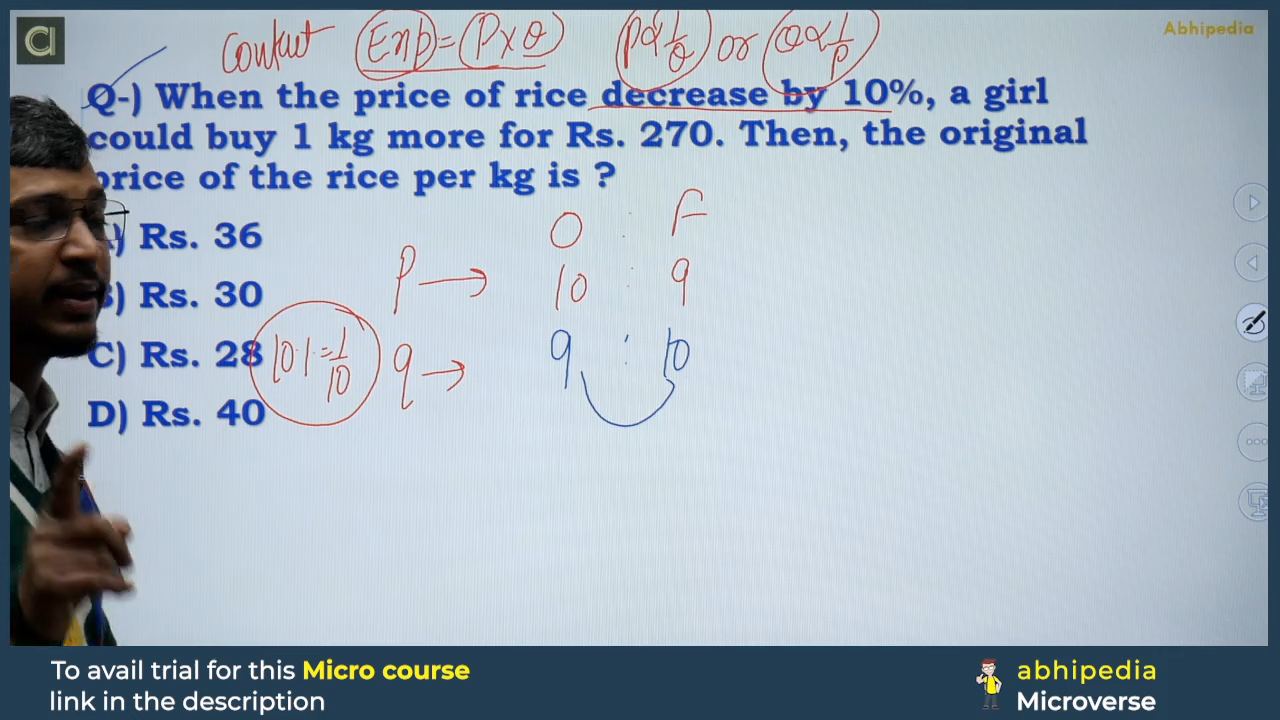 Abhipedia
Constant Exp = (P x Q) P∝1/Q or Q∝1/P
Q-) When the price of rice decrease by 10%, a girl
could buy 1 kg more for Rs. 270. Then, the original
price of the rice per kg is ?
O : F
) Rs. 36
P → 10 : 9
) Rs. 30
C) Rs. 28
10% = 1/10
q → 9 : 10
D) Rs. 40
To avail trial for this Micro course
link in the description
abhipedia
Microverse